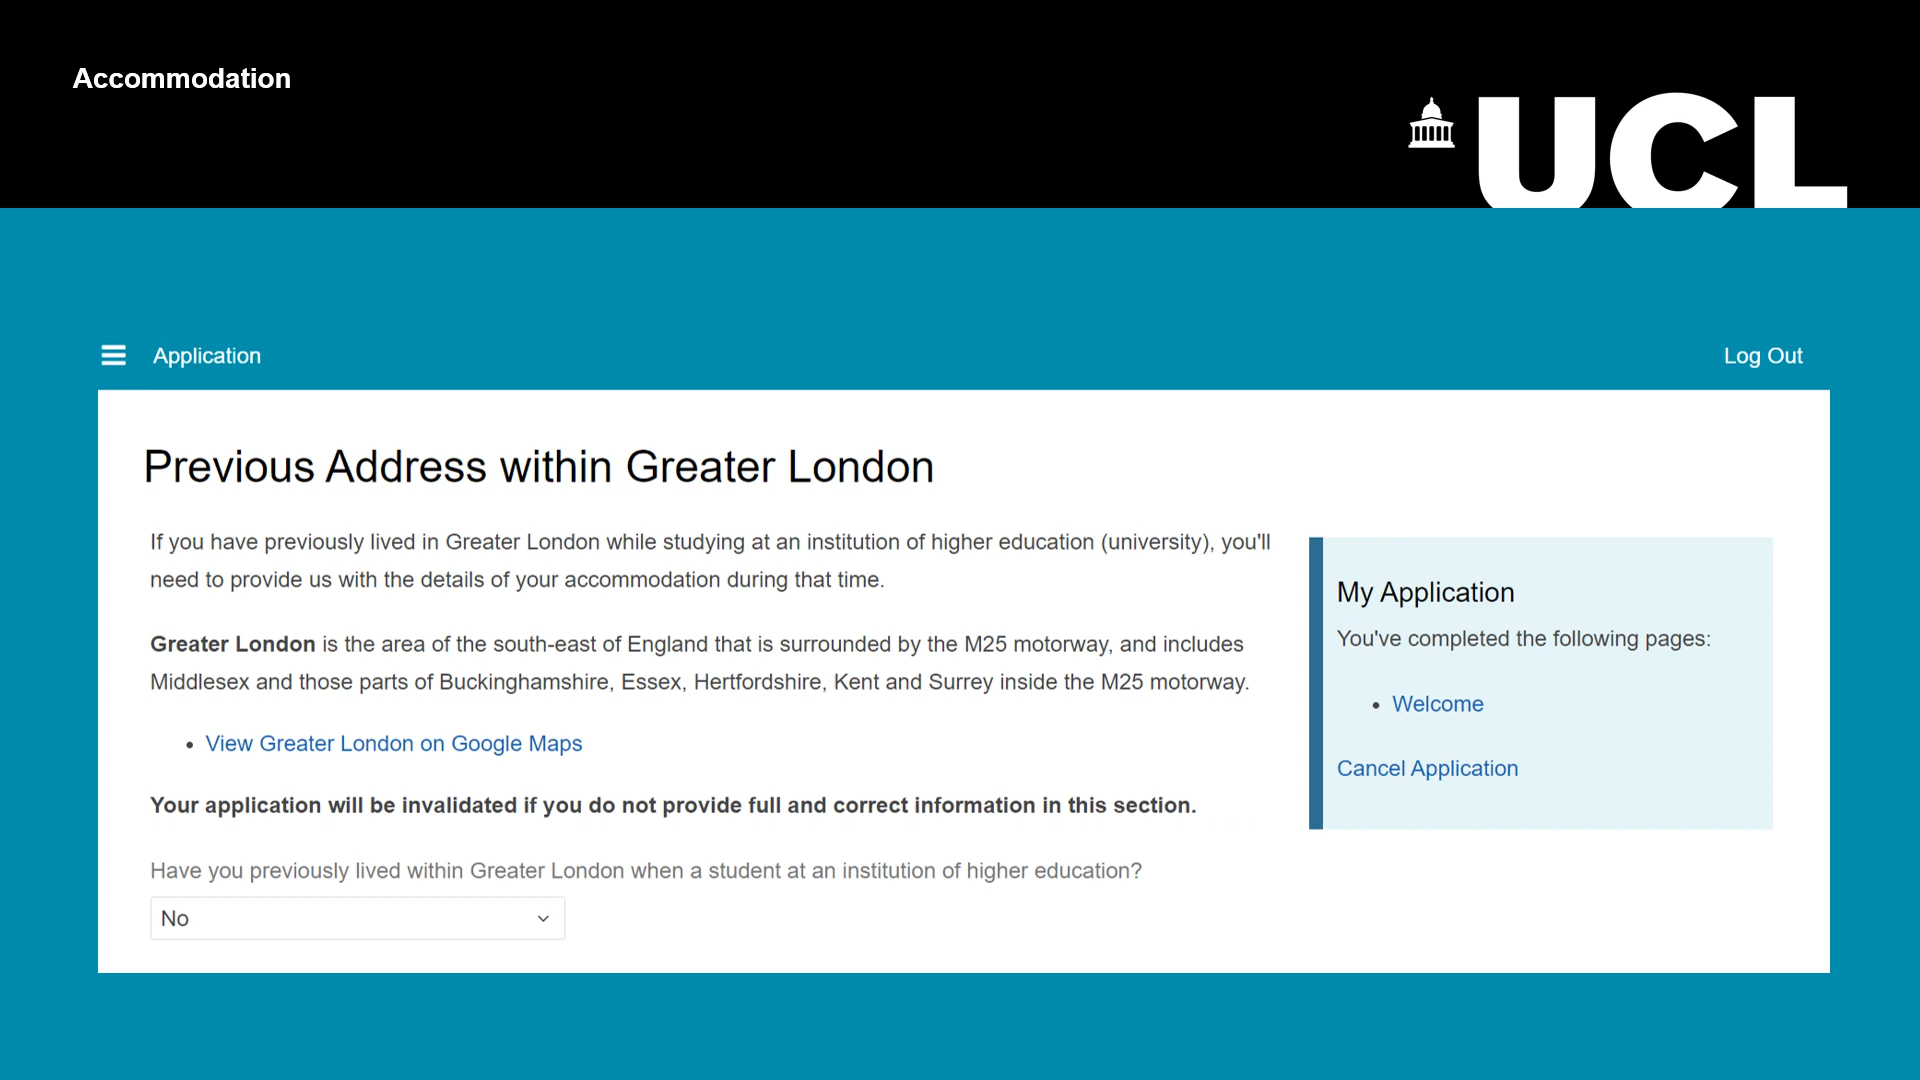 Accommodation
UCL
Application
Log Out
Previous Address within Greater London
If you have previously lived in Greater London while studying at an institution of higher education (university), you'll
need to provide us with the details of your accommodation during that time.
Greater London is the area of the south-east of England that is surrounded by the M25 motorway, and includes
Middlesex and those parts of Buckinghamshire, Essex, Hertfordshire, Kent and Surrey inside the M25 motorway.
• View Greater London on Google Maps
Your application will be invalidated if you do not provide full and correct information in this section.
Have you previously lived within Greater London when a student at an institution of higher education?
No
My Application
You've completed the following pages:
• Welcome
Cancel Application